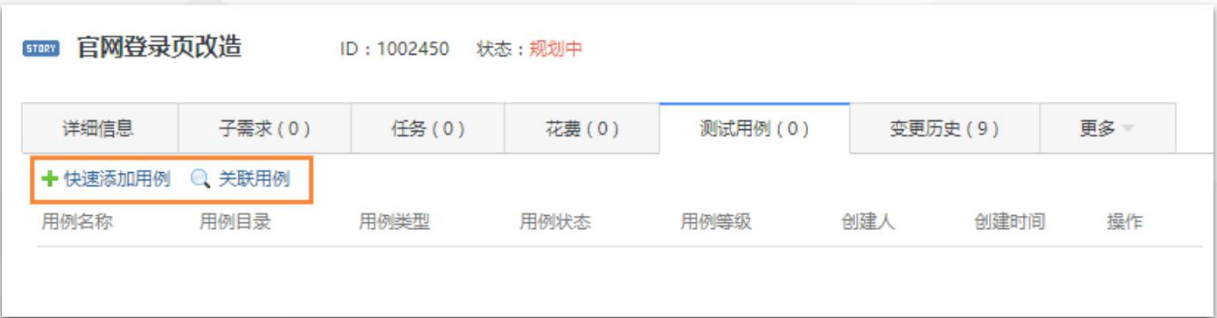 STORY 官网登录页改造 ID：1002450 状态：规划中
详细信息 子需求（0） 任务（0） 花费（0） 测试用例（0） 变更历史（9） 更多
快速添加用例 关联用例
用例名称 用例目录 用例类型 用例状态 用例等级 创建人 创建时间 操作